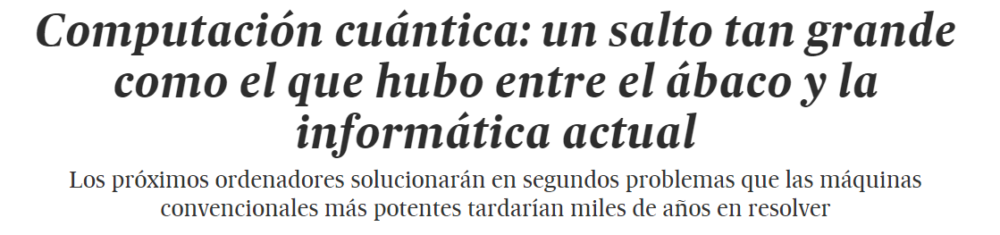 Computación cuántica: un salto tan grande
como el que hubo entre el ábaco y la
informática actual
Los próximos ordenadores solucionarán en segundos problemas que las máquinas
convencionales más potentes tardarían miles de años en resolver